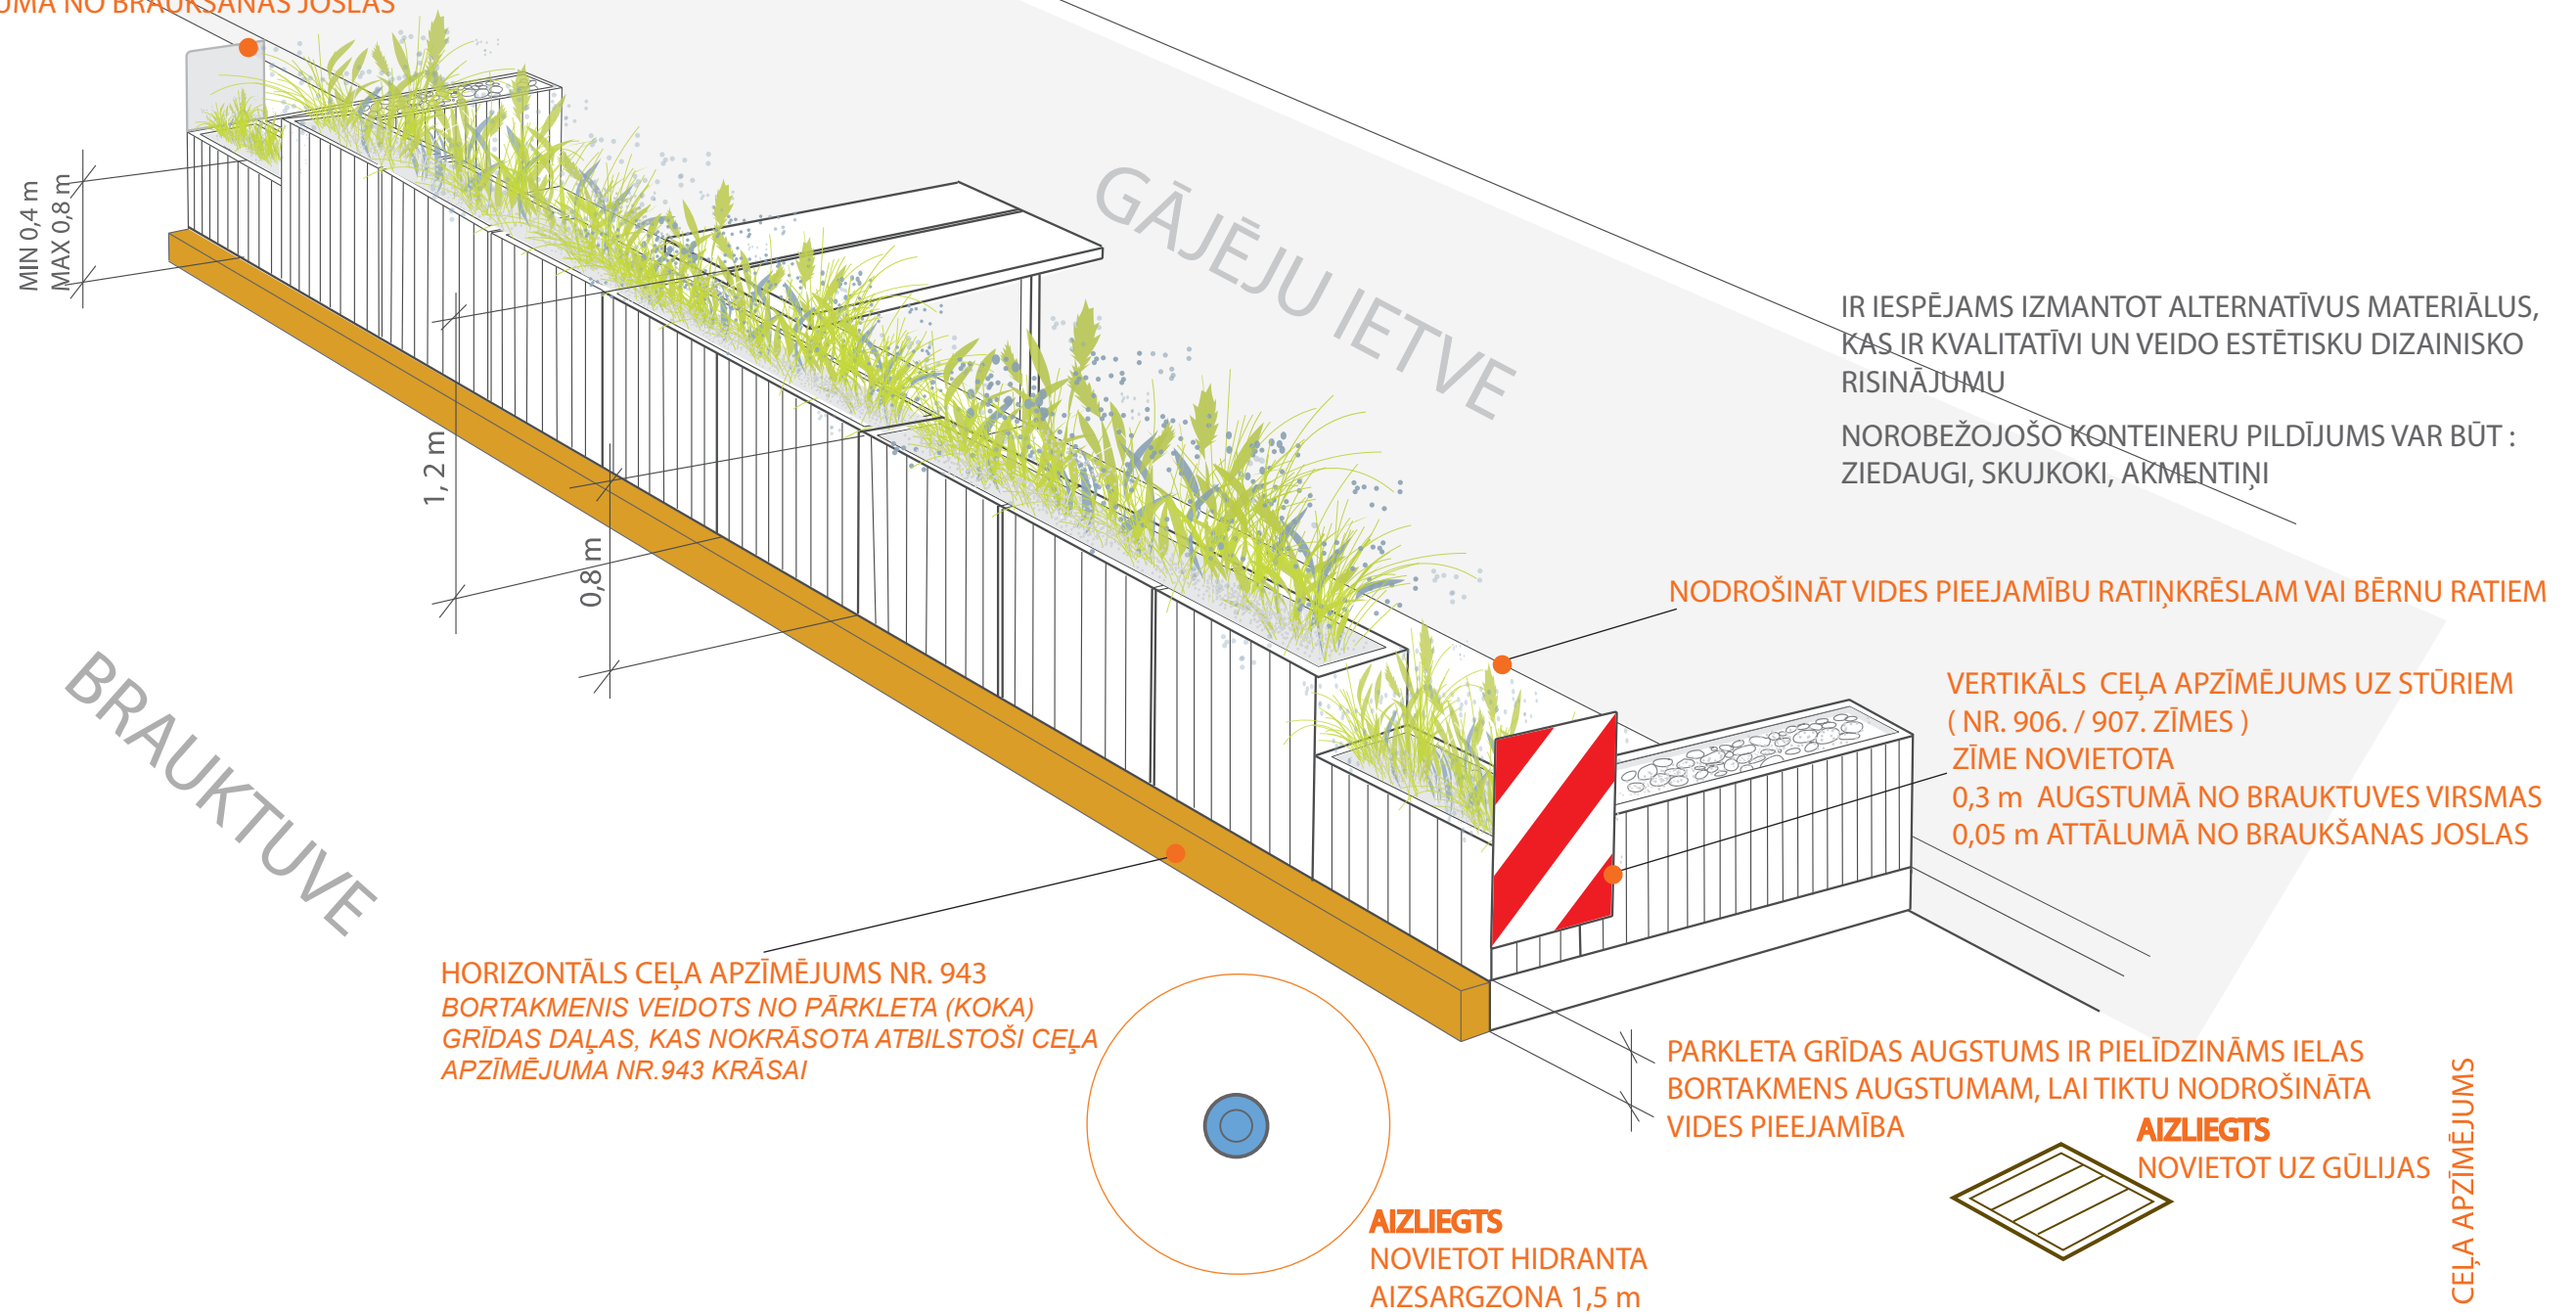 NO BRAUKŠANAS JOSLAS
MIN 0,4 m
MAX 0,8 m
GĀJĒJU IETVE
IR IESPĒJAMS IZMANTOT ALTERNATĪVUS MATERIĀLUS,
KAS IR KVALITATĪVI UN VEIDO ESTĒTISKU DIZAINISKO
RISINĀJUMU
NOROBEŽOJOŠO KONTEINERU PILDĪJUMS VAR BŪT :
ZIEDAUGI, SKUJKOKI, AKMENTIŅI
1, 2 m
0,8 m
NODROŠINĀT VIDES PIEEJAMĪBU RATIŅKRĒSLAM VAI BĒRNU RATIEM
BRAUKTUVE
VERTIKĀLS CEĻA APZĪMĒJUMS UZ STŪRIEM
( NR. 906. / 907. ZĪMES )
ZĪME NOVIETOTA
0,3 m AUGSTUMĀ NO BRAUKTUVES VIRSMAS
0,05 m ATTĀLUMĀ NO BRAUKŠANAS JOSLAS
HORIZONTĀLS CEĻA APZĪMĒJUMS NR. 943
BORTAKMENIS VEIDOTS NO PĀRKLETA (KOKA)
GRĪDAS DAĻAS, KAS NOKRĀSOTA ATBILSTOŠI CEĻA
APZĪMĒJUMA NR.943 KRĀSAI
PARKLETA GRĪDAS AUGSTUMS IR PIELĪDZINĀMS IELAS
BORTAKMENS AUGSTUMAM, LAI TIKTU NODROŠINĀTA
VIDES PIEEJAMĪBA
AIZLIEGTS
NOVIETOT UZ GŪLIJAS
AIZLIEGTS
NOVIETOT HIDRANTA
AIZSARGZONA 1,5 m
CEĻA APZĪMĒJUMS